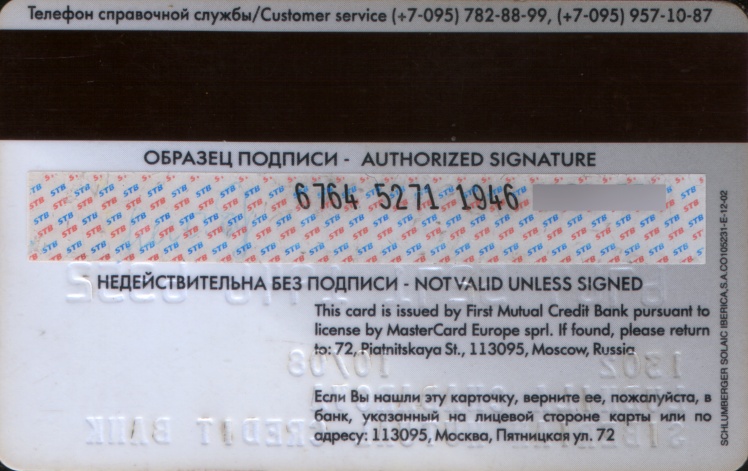 Телефон справочной службы/Customer service (+7-095) 782-88-99, (+7-095) 957-10-87
ОБРАЗЕЦ ПОДПИСИ - AUTHORIZED SIGNATURE
6764 5271 1946
НЕДЕЙСТВИТЕЛЬНА БЕЗ ПОДПИСИ - NOT VALID UNLESS SIGNED
This card is issued by First Mutual Credit Bank pursuant to
license by MasterCard Europe sprl. If found, please return
to: 72, Piatnitskaya St., 113095, Moscow, Russia
Если Вы нашли эту карточку, верните ее, пожалуйста, в
банк, указанный на лицевой стороне карты или по
адресу: 113095, Москва, Пятницкая ул. 72
SCHLUMBERGER SOLAIC IBERICA,S.A.CO105231-E-12-02